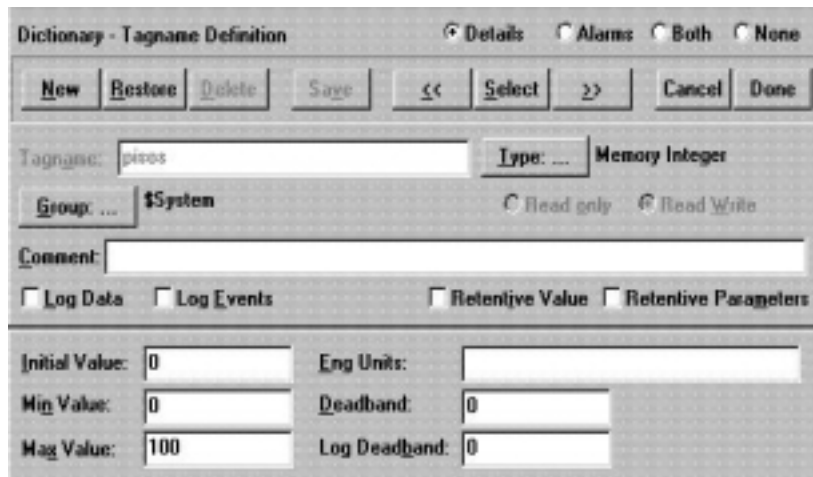 Dictionary - Tagname Definition Details Alarms Both None
New Restore Delete Save << Select >> Cancel Done
Tagname: pisos Type: ... Memory Integer
Group: ... $System Read only Read Write
Comment:
Log Data Log Events Retentive Value Retentive Parameters
Initial Value: 0 Eng Units:
Min Value: 0 Deadband: 0
Max Value: 100 Log Deadband: 0